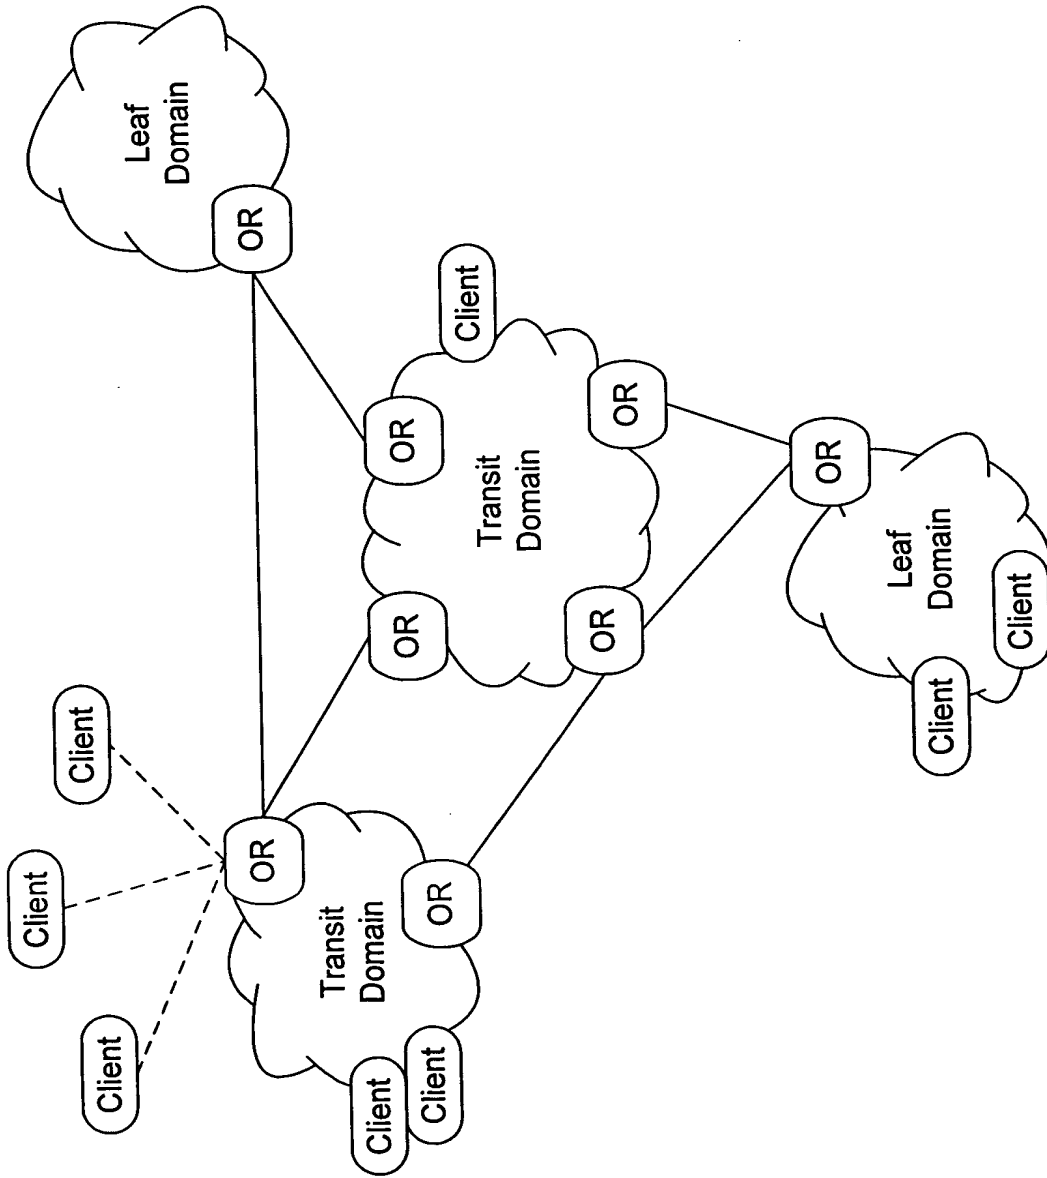 Client
Client
Client
Leaf
Domain
OR
OR
Transit
Domain
Client
Client
OR
OR
OR
Client
Transit
Domain
OR
OR
OR
Leaf
Domain
Client
Client